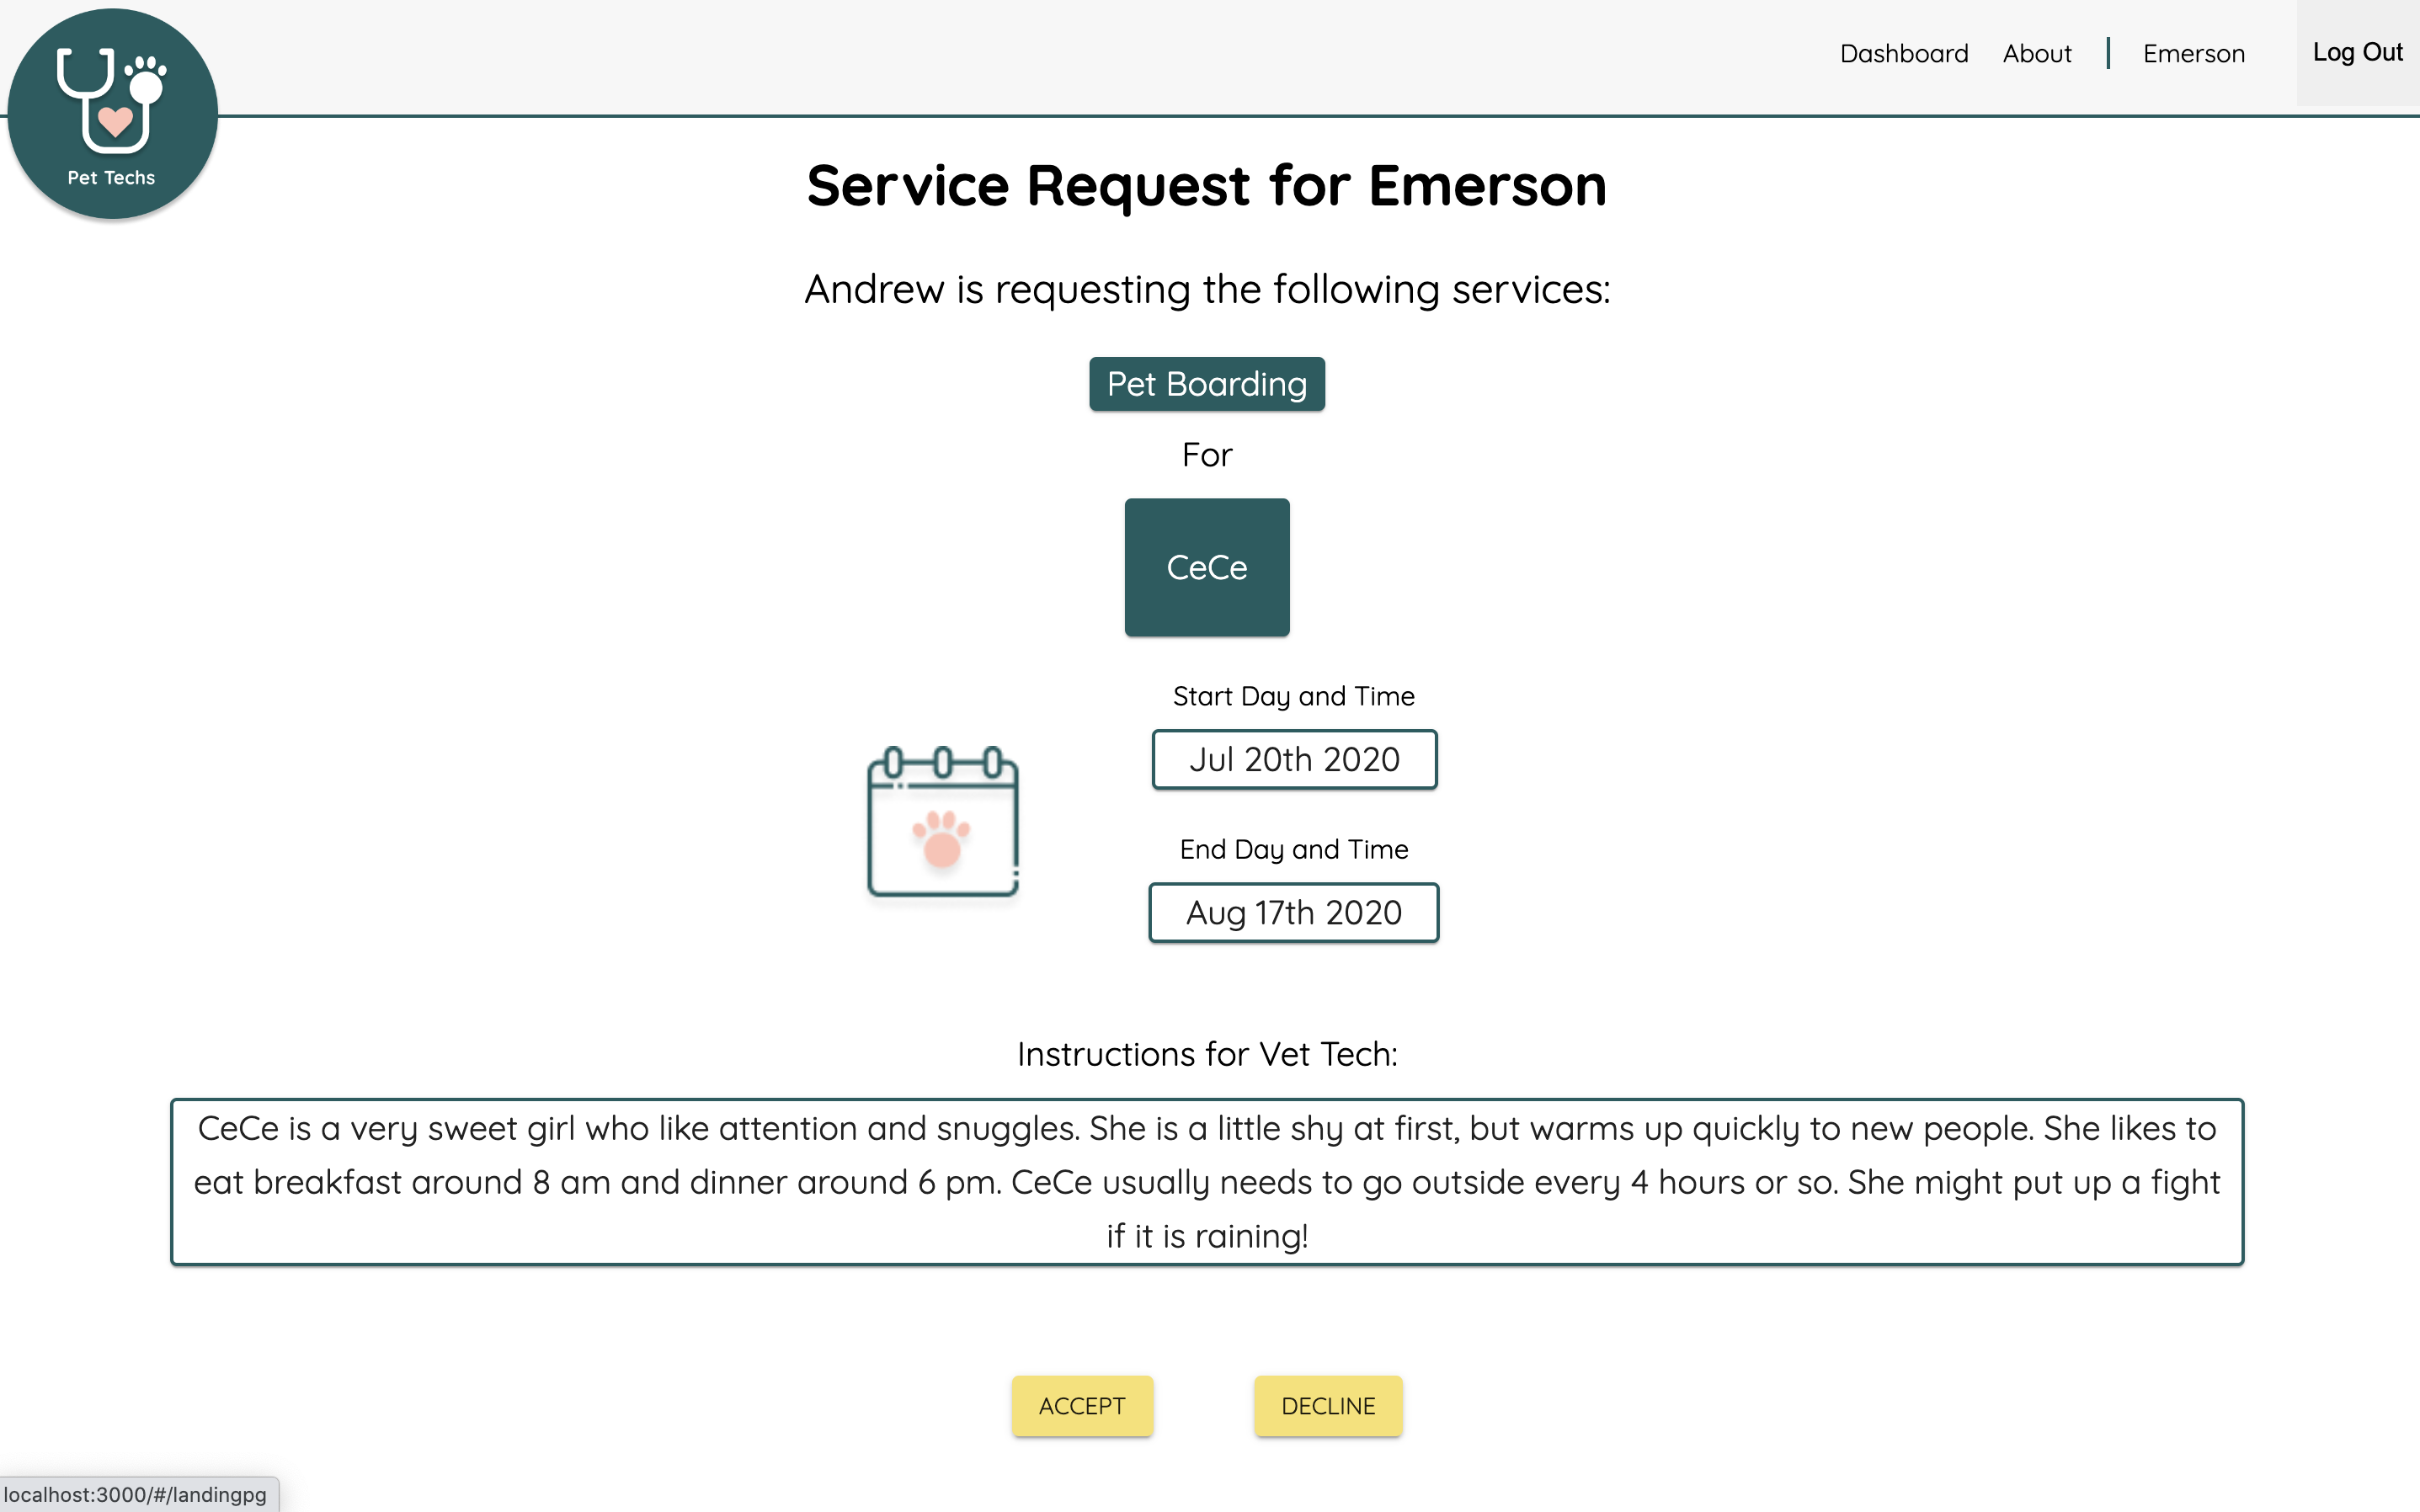 Dashboard About Emerson Log Out
Pet Techs
Service Request for Emerson
Andrew is requesting the following services:
Pet Boarding
For
CeCe
Start Day and Time
Jul 20th 2020
End Day and Time
Aug 17th 2020
Instructions for Vet Tech:
CeCe is a very sweet girl who like attention and snuggles. She is a little shy at first, but warms up quickly to new people. She likes to
eat breakfast around 8 am and dinner around 6 pm. CeCe usually needs to go outside every 4 hours or so. She might put up a fight
if it is raining!
ACCEPT DECLINE
localhost:3000/#/landingpg